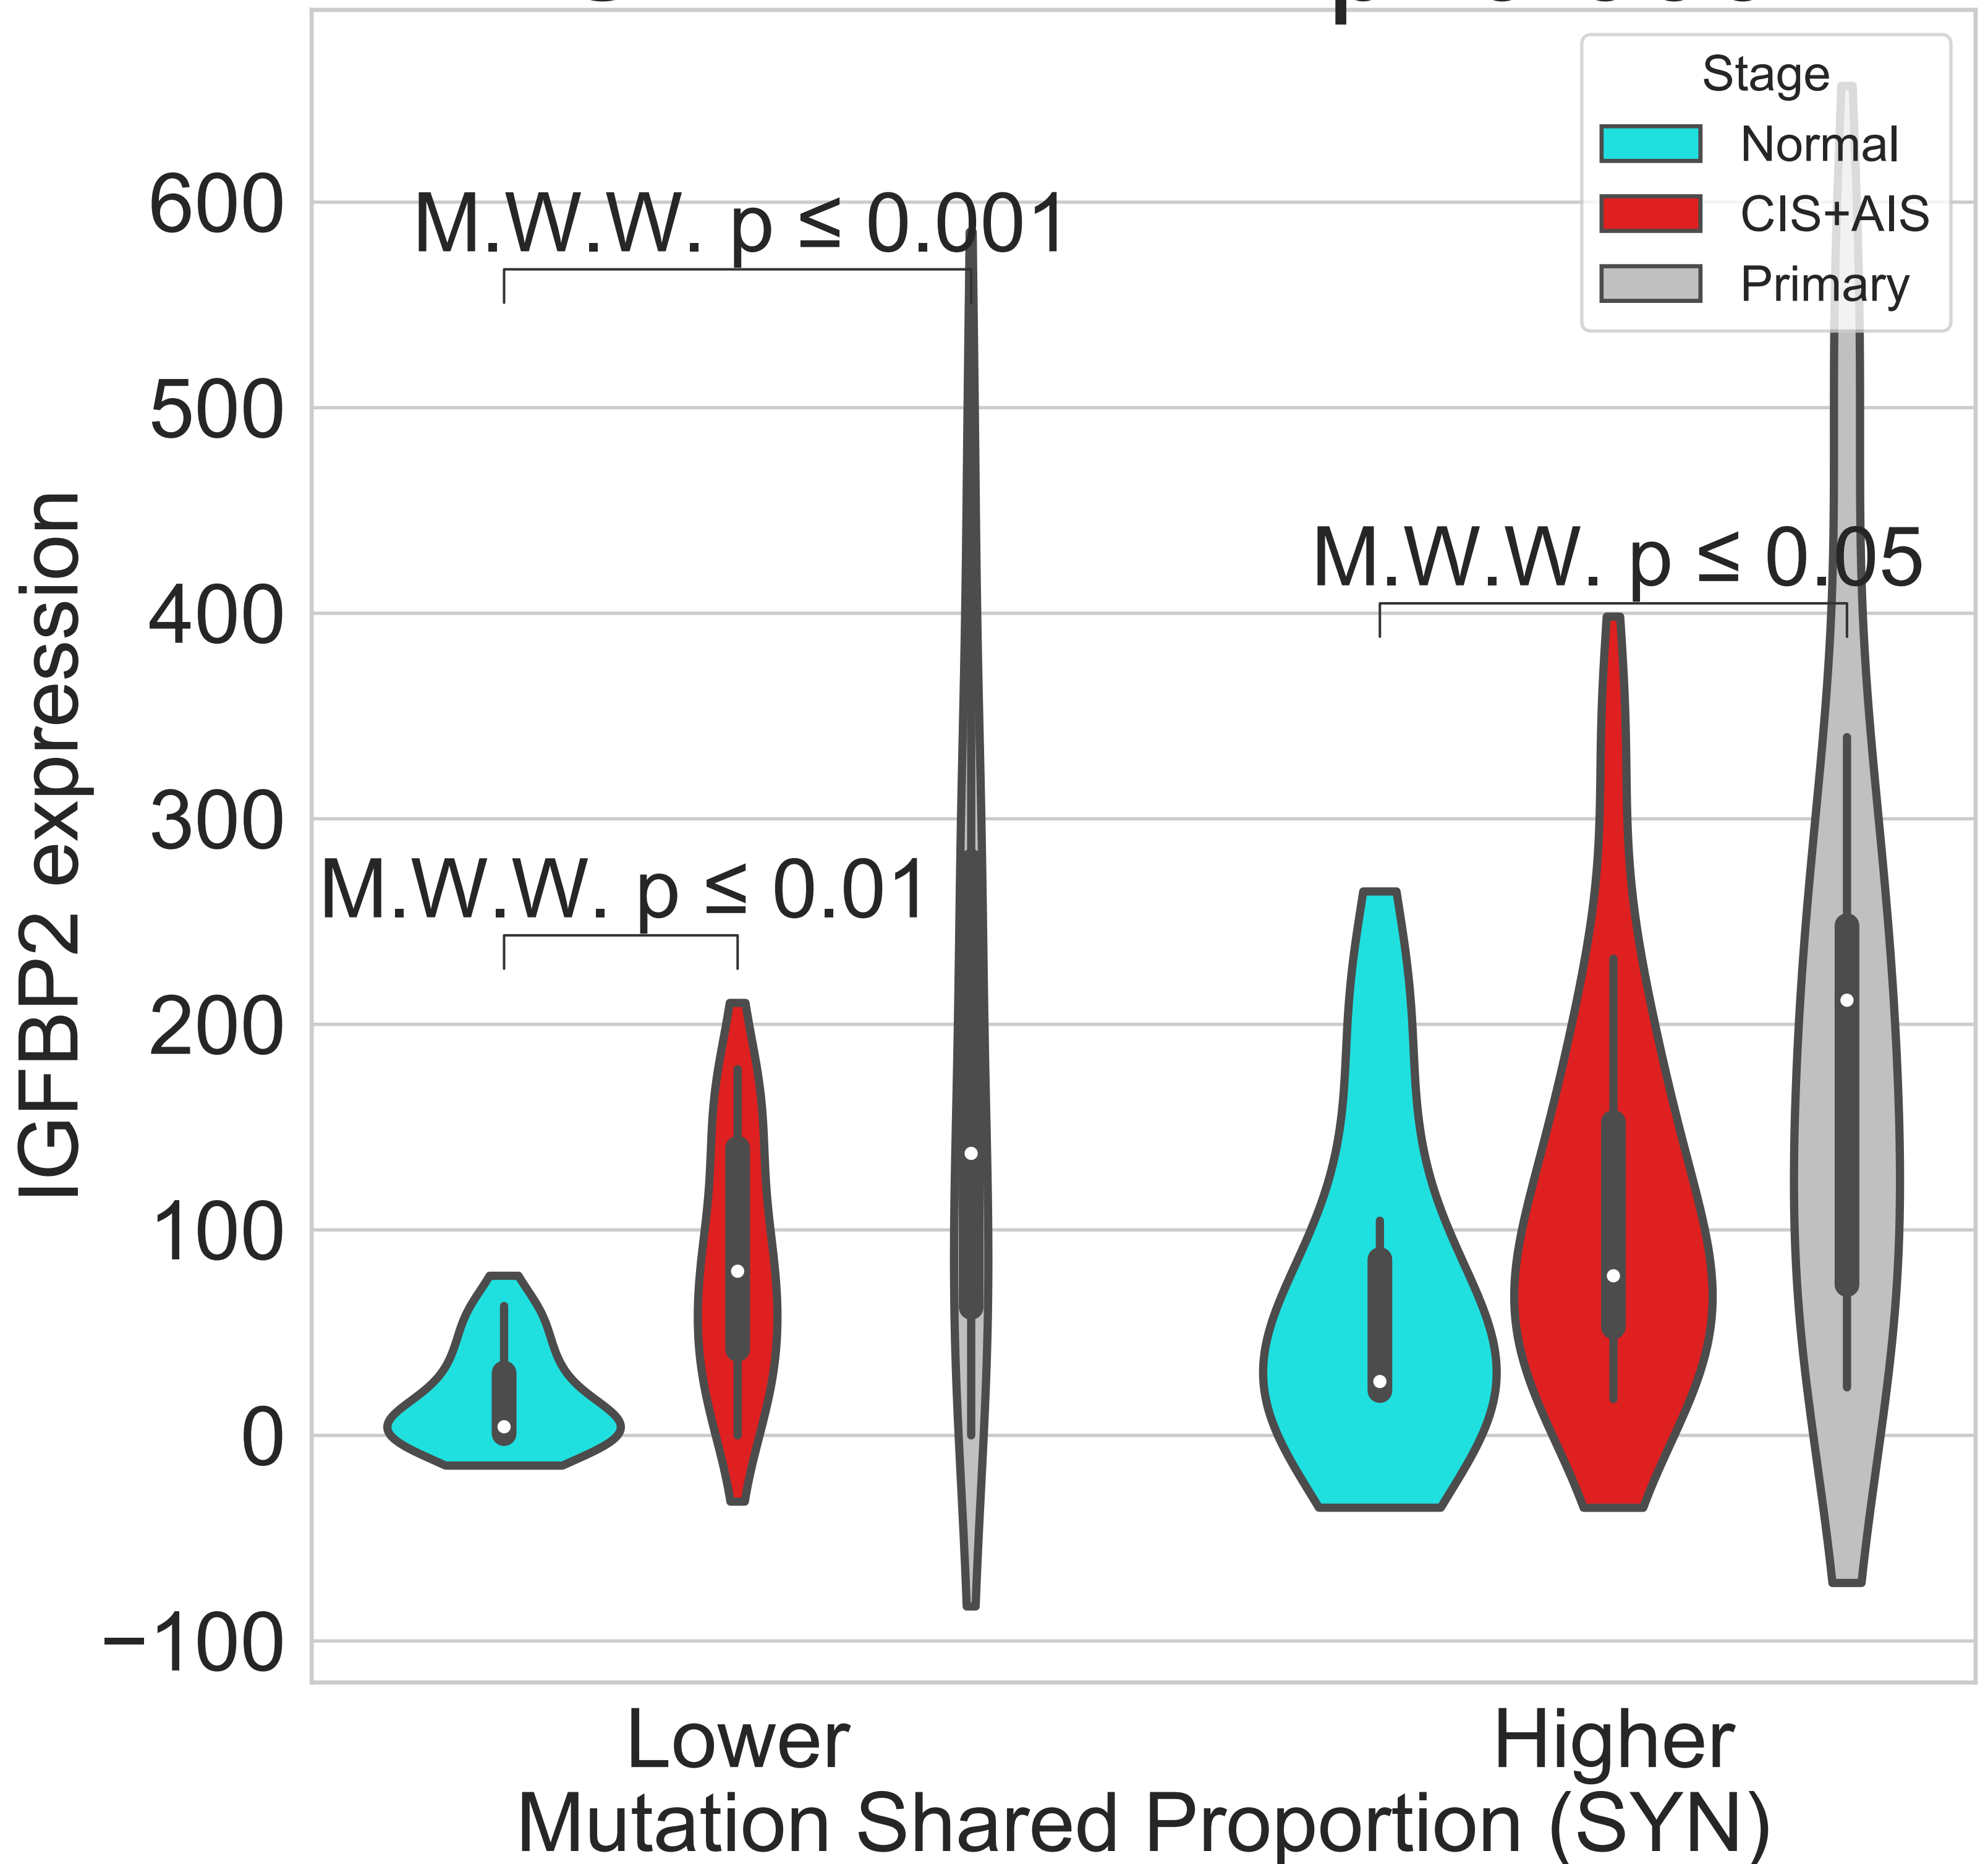 Stage
Normal
CIS+AIS
Primary
M.W.W. p ≤ 0.001
M.W.W. p ≤ 0.05
M.W.W. p ≤ 0.01
600
500
400
300
200
100
0
−100
IGFBP2 expression
Lower
Higher
Mutation Shared Proportion (SYN)